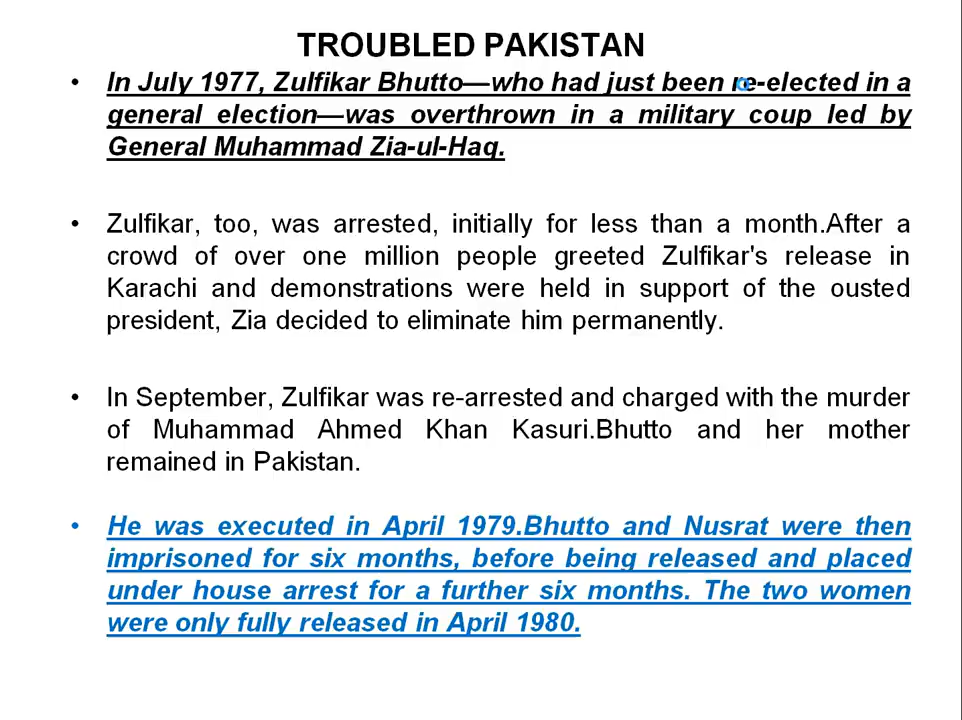 TROUBLED PAKISTAN
• In July 1977, Zulfikar Bhutto—who had just been re-elected in a
general election—was overthrown in a military coup led by
General Muhammad Zia-ul-Haq.
• Zulfikar, too, was arrested, initially for less than a month.After a
crowd of over one million people greeted Zulfikar's release in
Karachi and demonstrations were held in support of the ousted
president, Zia decided to eliminate him permanently.
• In September, Zulfikar was re-arrested and charged with the murder
of Muhammad Ahmed Khan Kasuri.Bhutto and her mother
remained in Pakistan.
• He was executed in April 1979.Bhutto and Nusrat were then
imprisoned for six months, before being released and placed
under house arrest for a further six months. The two women
were only fully released in April 1980.